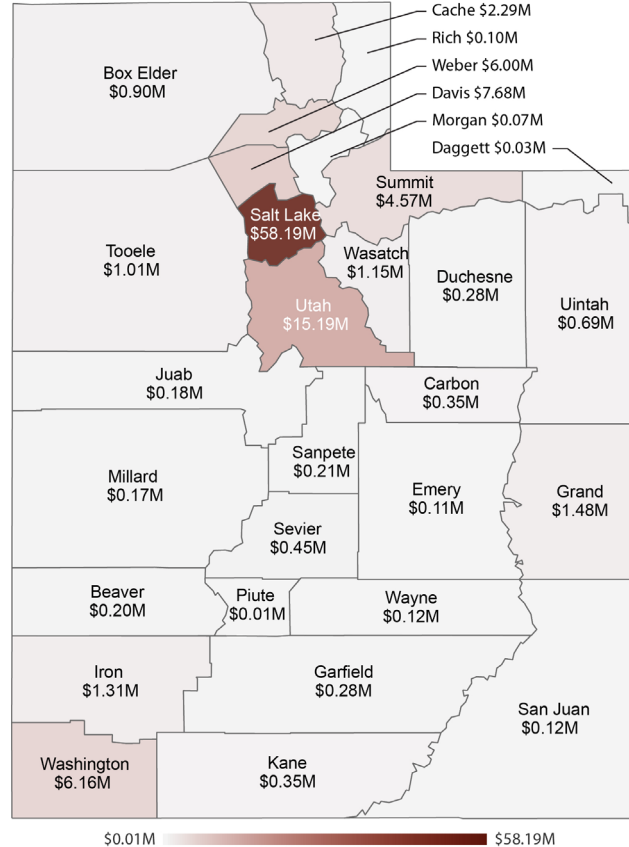 Cache $2.29M
Rich $0.10M
Weber $6.00M
Davis $7.68M
Morgan $0.07M
Daggett $0.03M
Box Elder
$0.90M
Summit
$4.57M
Salt Lake
$58.19M
Tooele
$1.01M
Wasatch
$1.15M
Duchesne
$0.28M
Uintah
$0.69M
Utah
$15.19M
Juab
$0.18M
Carbon
$0.35M
Sanpete
$0.21M
Millard
$0.17M
Emery
$0.11M
Grand
$1.48M
Sevier
$0.45M
Beaver
$0.20M
Piute
$0.01M
Wayne
$0.12M
Iron
$1.31M
Garfield
$0.28M
San Juan
$0.12M
Washington
$6.16M
Kane
$0.35M
$0.01M
$58.19M